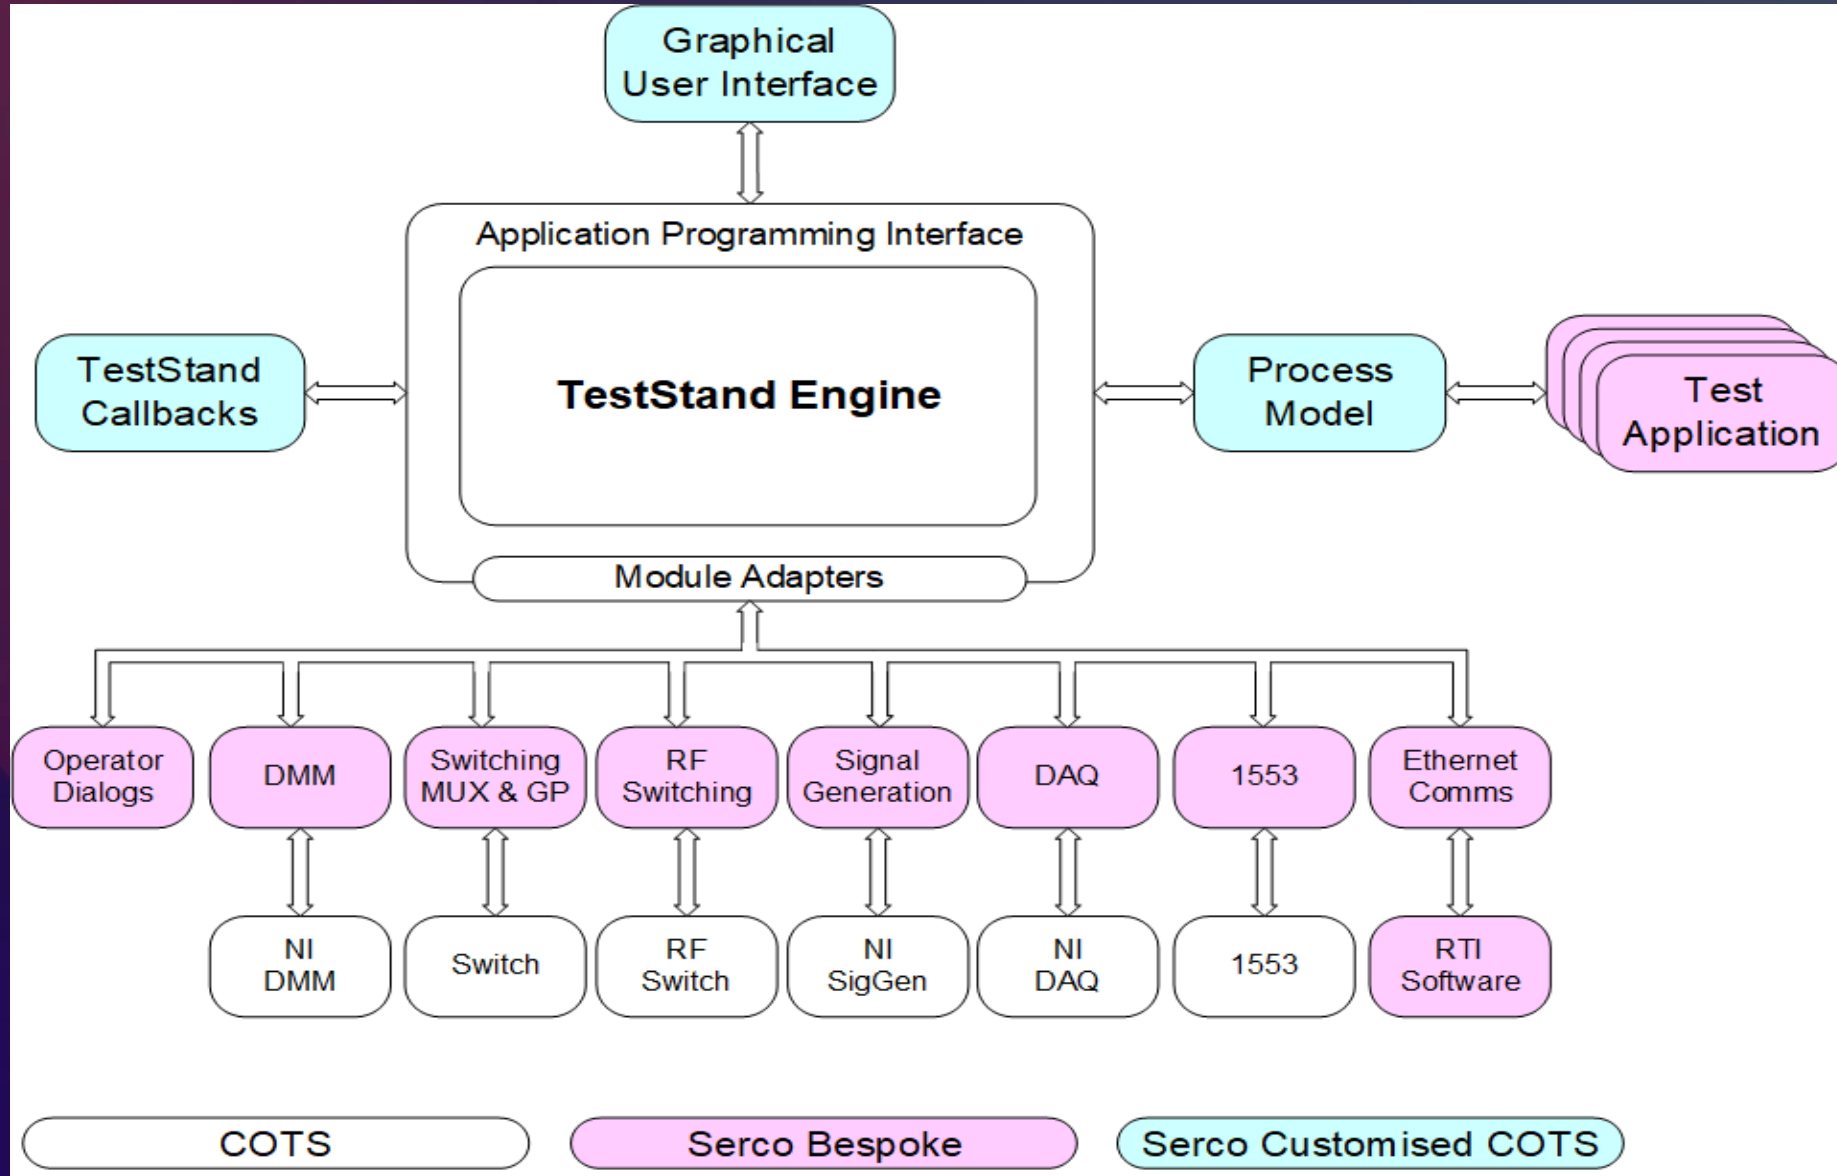 Graphical
User Interface
Application Programming Interface
TestStand
Callbacks
TestStand Engine
Process
Model
Test
Application
Module Adapters
Operator
Dialogs
DMM
Switching
MUX & GP
RF
Switching
Signal
Generation
DAQ
1553
Ethernet
Comms
NI
DMM
Switch
RF
Switch
NI
SigGen
NI
DAQ
1553
RTI
Software
COTS
Serco Bespoke
Serco Customised COTS